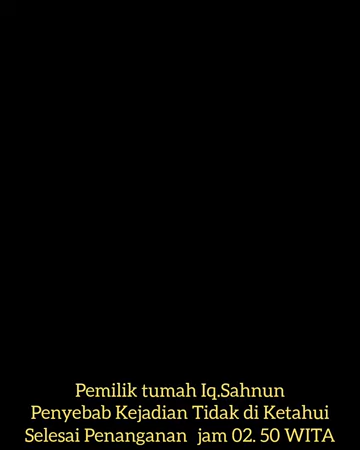 Pemilik tumah Iq.Sahnun
Penyebab Kejadian Tidak di Ketahui
Selesai Penanganan jam 02. 50 WITA